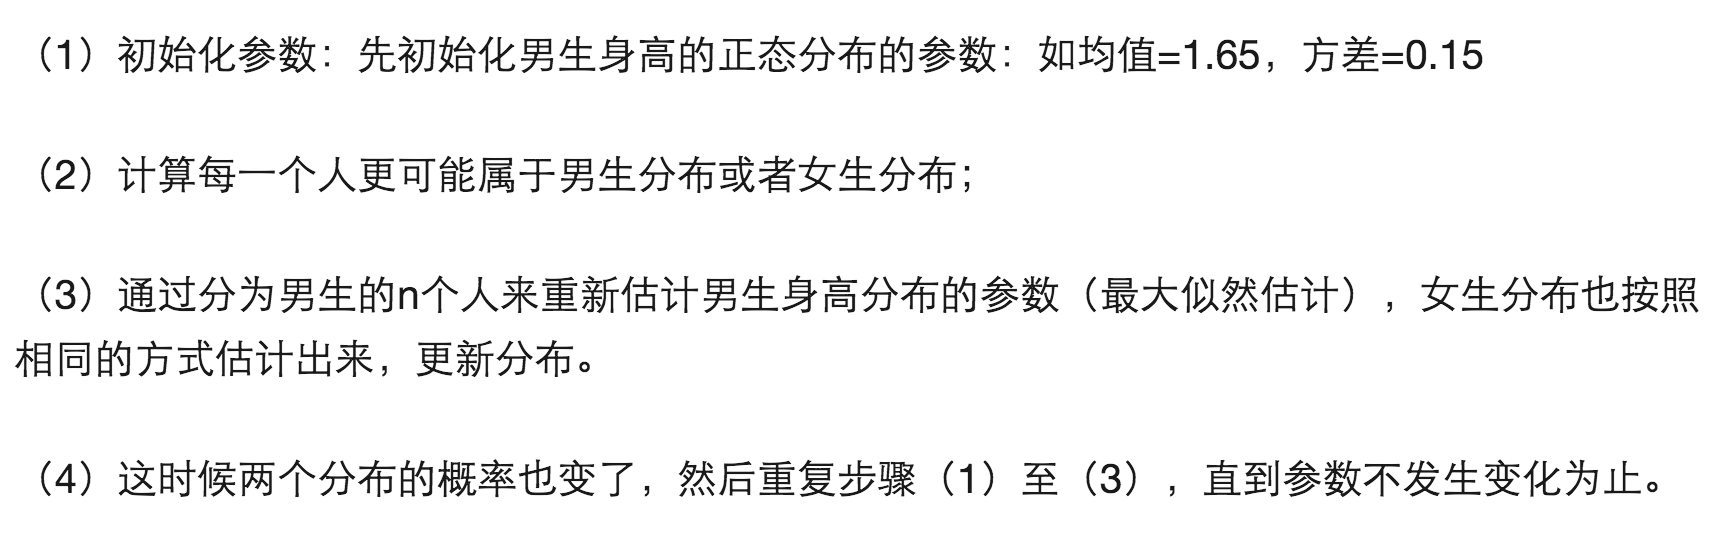 （1）初始化参数：先初始化男生身高的正态分布的参数：如均值=1.65，方差=0.15
（2）计算每一个人更可能属于男生分布或者女生分布；
（3）通过分为男生的n个人来重新估计男生身高分布的参数（最大似然估计），女生分布也按照
相同的方式估计出来，更新分布。
（4）这时候两个分布的概率也变了，然后重复步骤（1）至（3），直到参数不发生变化为止。